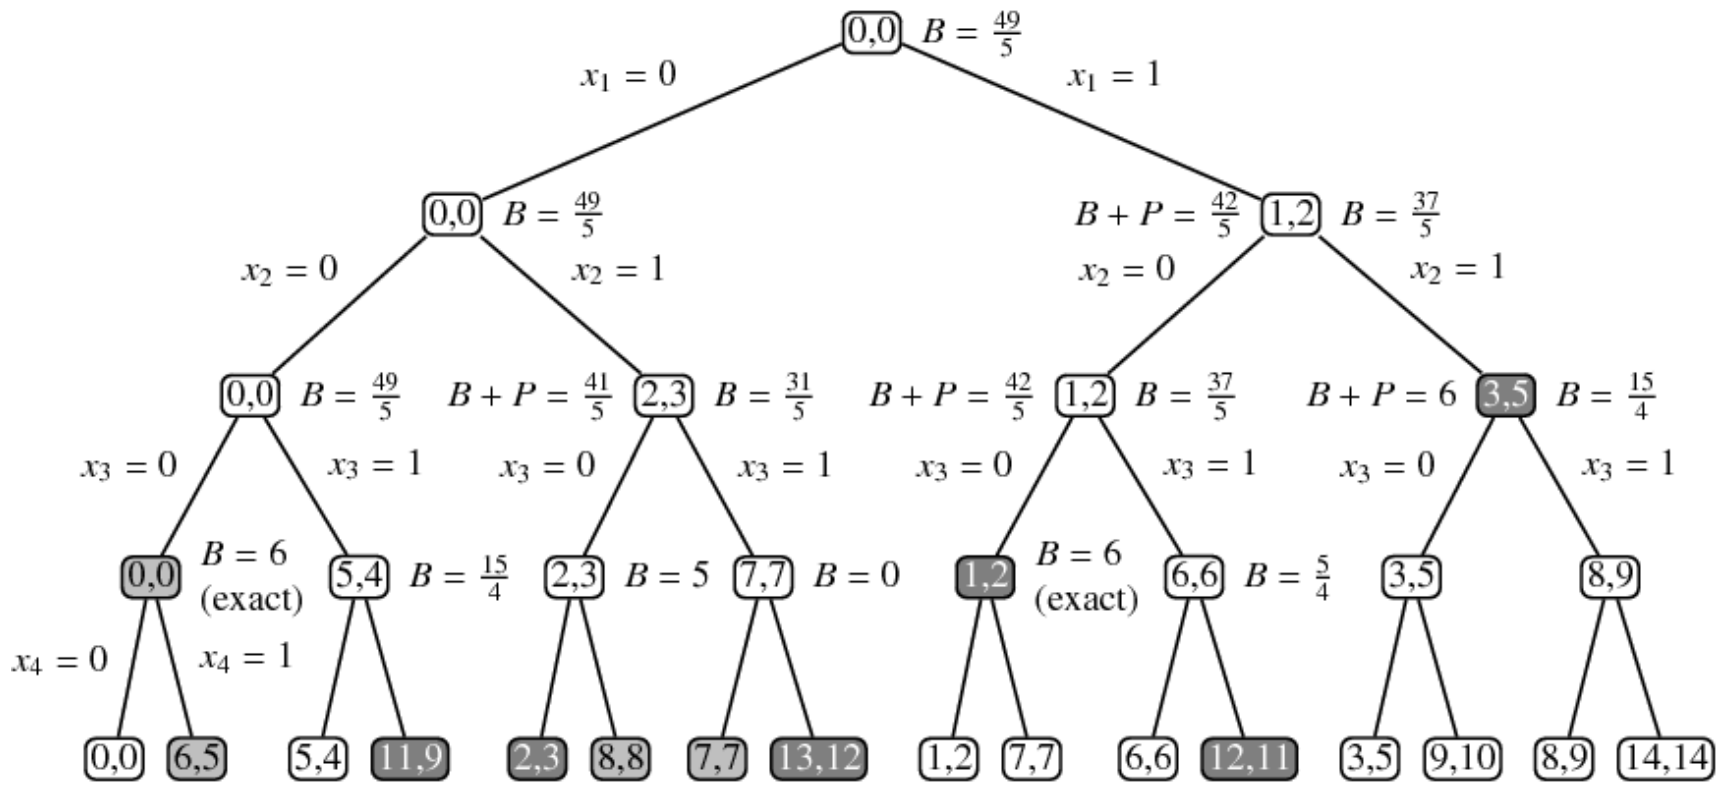 0,0 B = 49/5
x₁ = 0 x₁ = 1
0,0 B = 49/5 B + P = 42/5 1,2 B = 37/5
x₂ = 0 x₂ = 1 x₂ = 0 x₂ = 1
0,0 B = 49/5 B + P = 41/5 2,3 B = 31/5 B + P = 42/5 1,2 B = 37/5 B + P = 6 3,5 B = 15/4
x₃ = 0 x₃ = 1 x₃ = 0 x₃ = 1 x₃ = 0 x₃ = 1 x₃ = 0 x₃ = 1
0,0 B = 6 (exact) 5,4 B = 15/4 2,3 B = 5 7,7 B = 0 1,2 B = 6 (exact) 6,6 B = 5/4 3,5 8,9
x₄ = 0 x₄ = 1
0,0 6,5 5,4 11,9 2,3 8,8 7,7 13,12 1,2 7,7 6,6 12,11 3,5 9,10 8,9 14,14